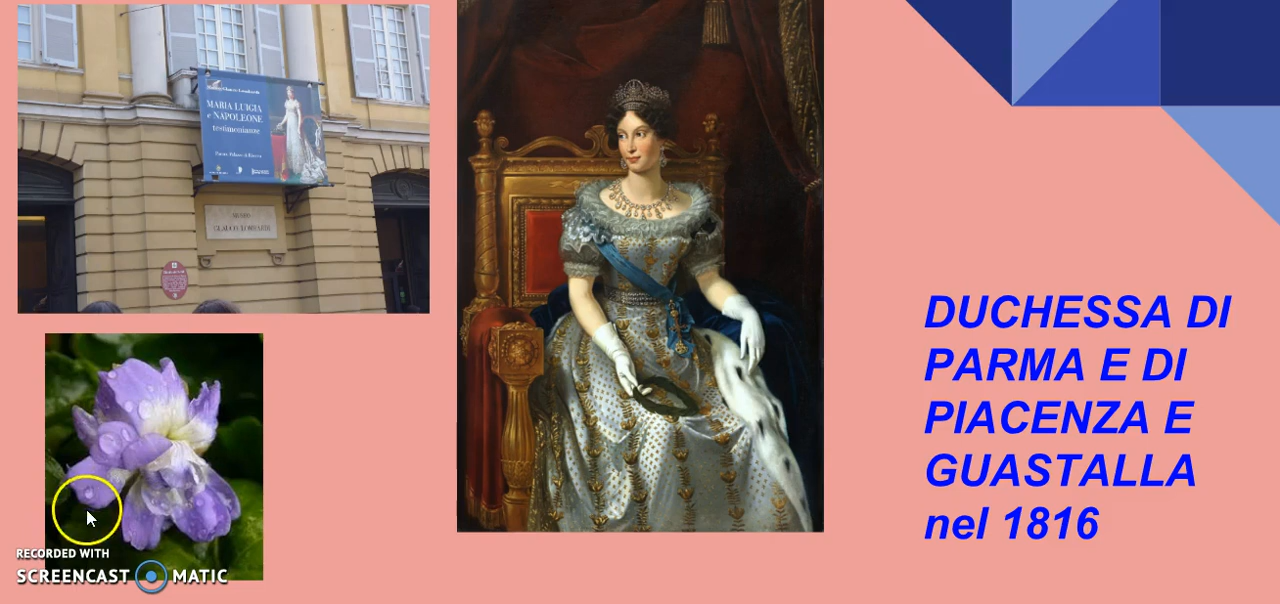 MARIA LUIGIA
e NAPOLEONE
testimonianze
MUSEO
GLAUCO LOMBARDI
DUCHESSA DI
PARMA E DI
PIACENZA E
GUASTALLA
nel 1816
RECORDED WITH
SCREENCAST MATIC